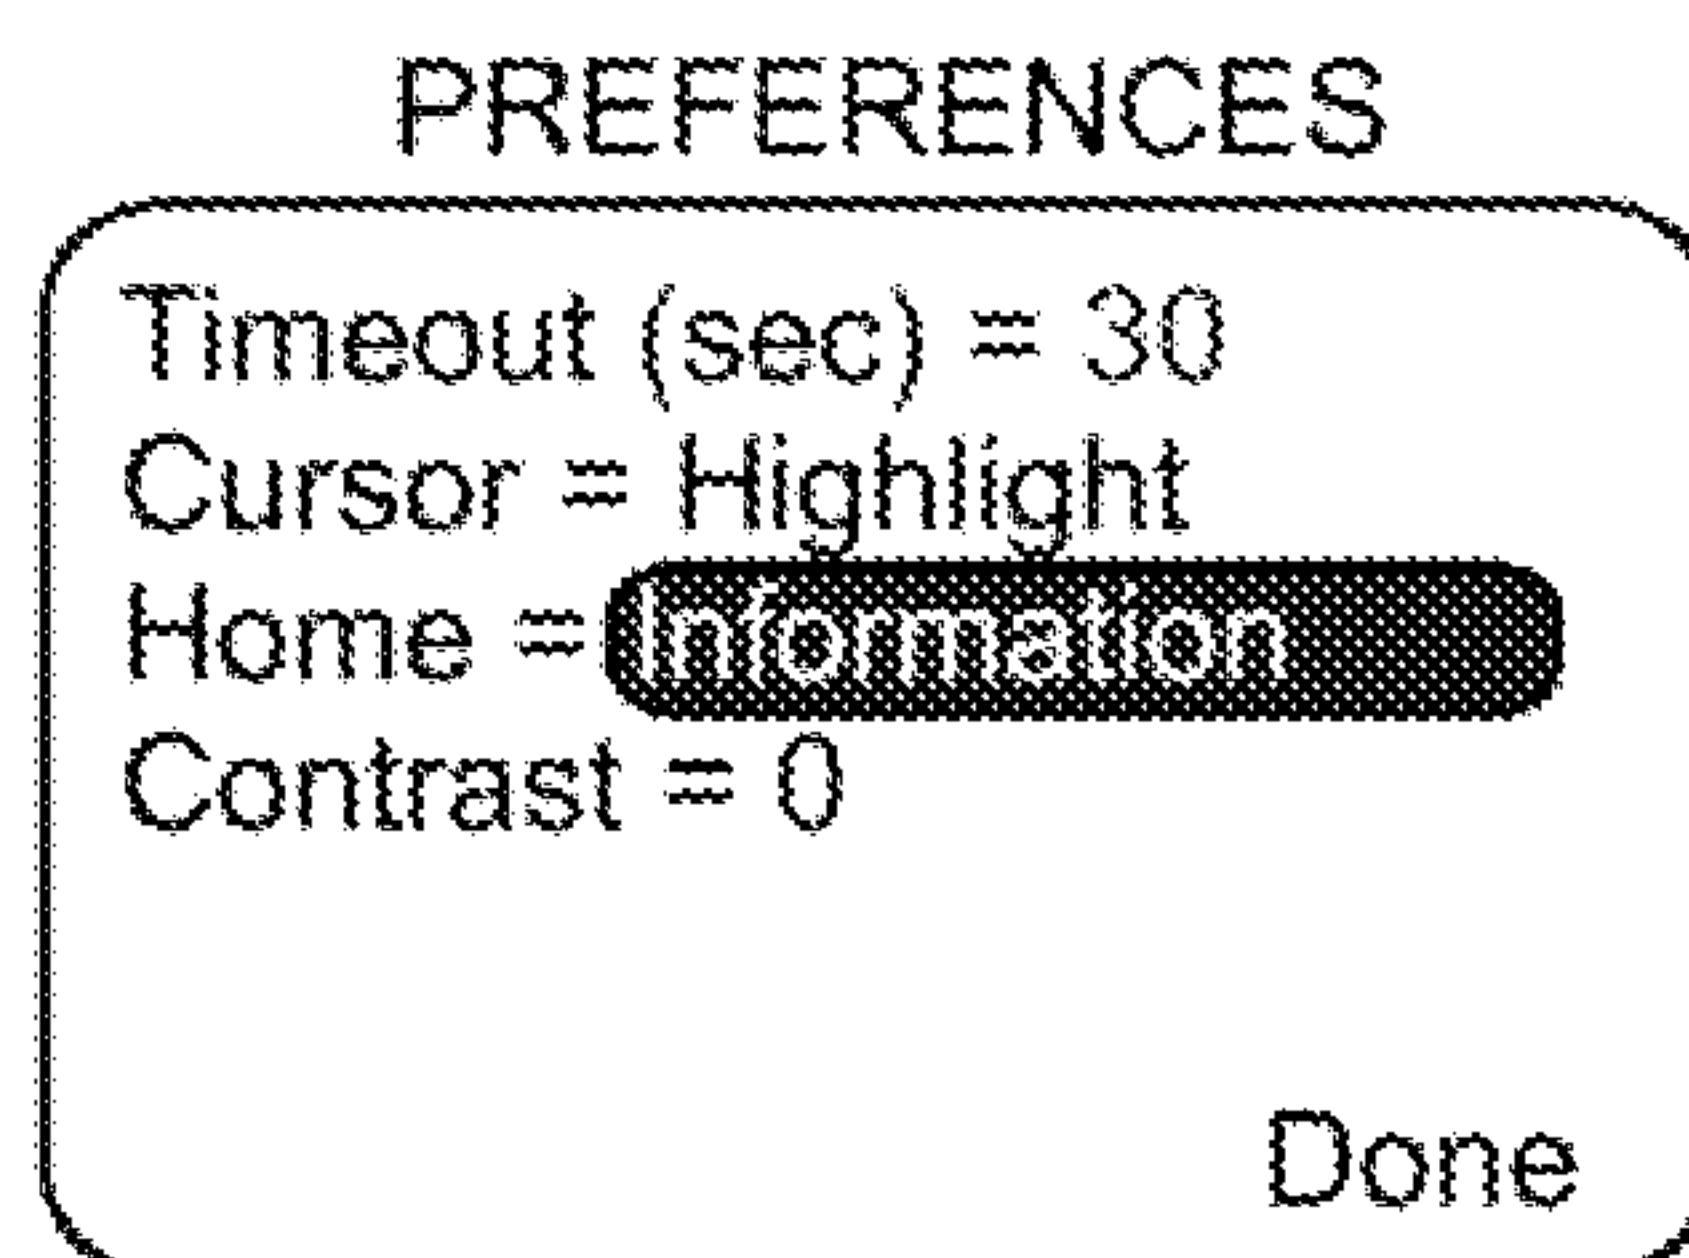 PREFERENCES
Timeout (sec) = 30
Cursor = Highlight
Home = Information
Contrast = 0
Done